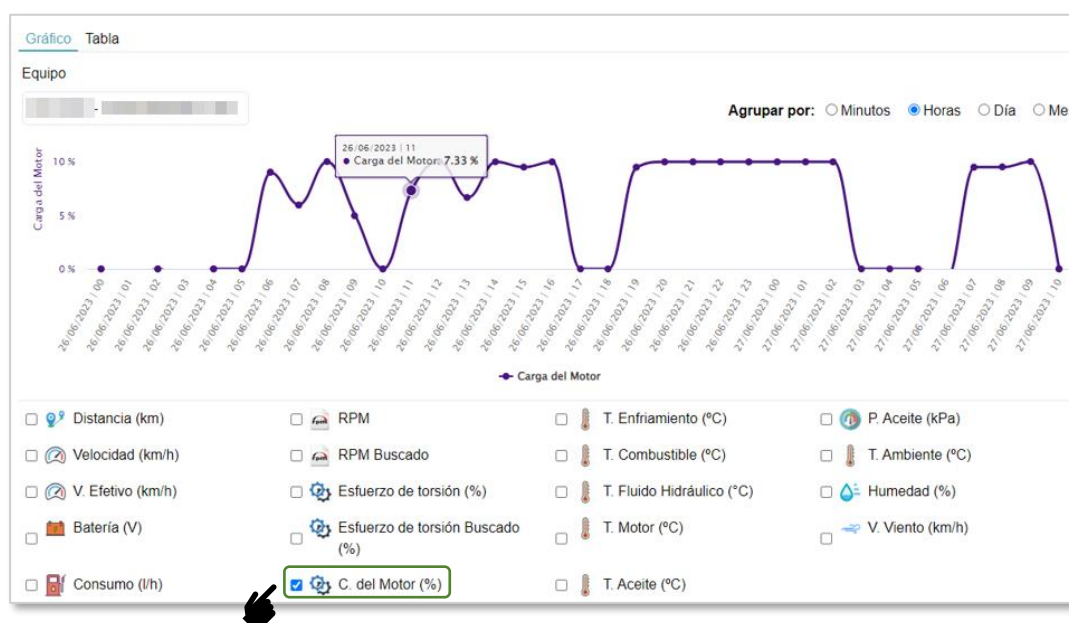 Gráfico Tabla
Equipo
Agrupar por: Minutos Horas Día Me
Carga del Motor
10 %
5 %
0 %
26/06/2023 | 11
Carga del Motor: 7.33 %
26/06/2023 | 00
26/06/2023 | 01
26/06/2023 | 02
26/06/2023 | 03
26/06/2023 | 04
26/06/2023 | 05
26/06/2023 | 06
26/06/2023 | 07
26/06/2023 | 08
26/06/2023 | 09
26/06/2023 | 10
26/06/2023 | 11
26/06/2023 | 12
26/06/2023 | 13
26/06/2023 | 14
26/06/2023 | 15
26/06/2023 | 16
26/06/2023 | 17
26/06/2023 | 18
26/06/2023 | 19
26/06/2023 | 20
26/06/2023 | 21
26/06/2023 | 22
26/06/2023 | 23
27/06/2023 | 00
27/06/2023 | 01
27/06/2023 | 02
27/06/2023 | 03
27/06/2023 | 04
27/06/2023 | 05
27/06/2023 | 06
27/06/2023 | 07
27/06/2023 | 08
27/06/2023 | 09
27/06/2023 | 10
Carga del Motor
Distancia (km) RPM T. Enfriamiento (ºC) P. Aceite (kPa)
Velocidad (km/h) RPM Buscado T. Combustible (ºC) T. Ambiente (ºC)
V. Efetivo (km/h) Esfuerzo de torsión (%) T. Fluido Hidráulico (°C) Humedad (%)
Batería (V) Esfuerzo de torsión Buscado T. Motor (ºC) V. Viento (km/h)
(%)
Consumo (l/h) C. del Motor (%) T. Aceite (ºC)